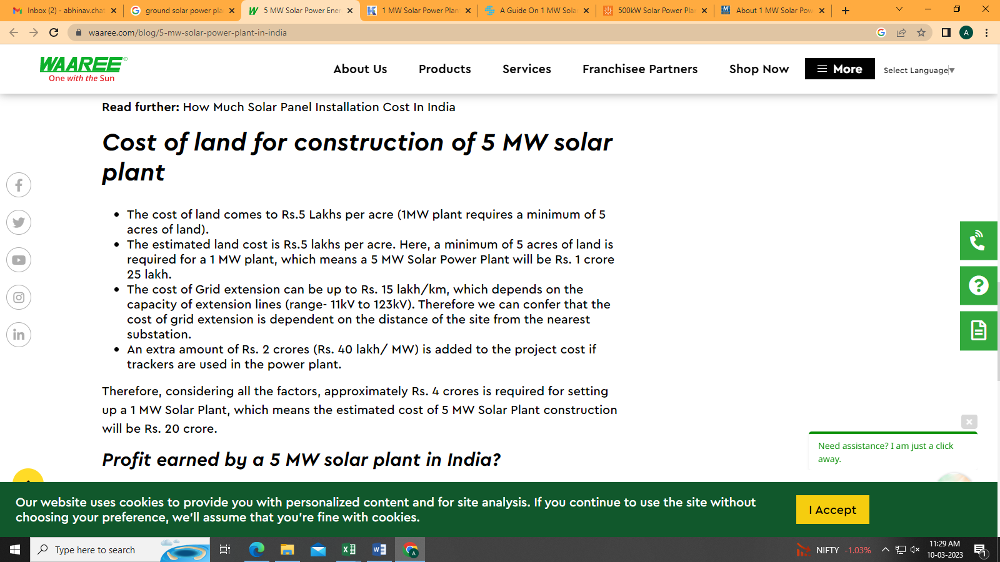 Inbox (2) - abhinav.chat
ground solar power pla
5 MW Solar Power Ener
1 MW Solar Power Plan
A Guide On 1 MW Sola
500kW Solar Power Plan
About 1 MW Solar Pow
waaree.com/blog/5-mw-solar-power-plant-in-india
A
WAAREE®
One with the Sun
About Us
Products
Services
Franchisee Partners
Shop Now
More
Select Language
Read further: How Much Solar Panel Installation Cost In India
Cost of land for construction of 5 MW solar
plant
The cost of land comes to Rs.5 Lakhs per acre (1MW plant requires a minimum of 5
acres of land).
The estimated land cost is Rs.5 lakhs per acre. Here, a minimum of 5 acres of land is
required for a 1 MW plant, which means a 5 MW Solar Power Plant will be Rs. 1 crore
25 lakh.
The cost of Grid extension can be up to Rs. 15 lakh/km, which depends on the
capacity of extension lines (range- 11kV to 123kV). Therefore we can confer that the
cost of grid extension is dependent on the distance of the site from the nearest
substation.
An extra amount of Rs. 2 crores (Rs. 40 lakh/ MW) is added to the project cost if
trackers are used in the power plant.
Therefore, considering all the factors, approximately Rs. 4 crores is required for setting
up a 1 MW Solar Plant, which means the estimated cost of 5 MW Solar Plant construction
will be Rs. 20 crore.
Profit earned by a 5 MW solar plant in India?
Need assistance? I am just a click
away.
Our website uses cookies to provide you with personalized content and for site analysis. If you continue to use the site without
choosing your preference, we'll assume that you're fine with cookies.
I Accept
Type here to search
NIFTY -1.03%
11:29 AM
10-03-2023
1